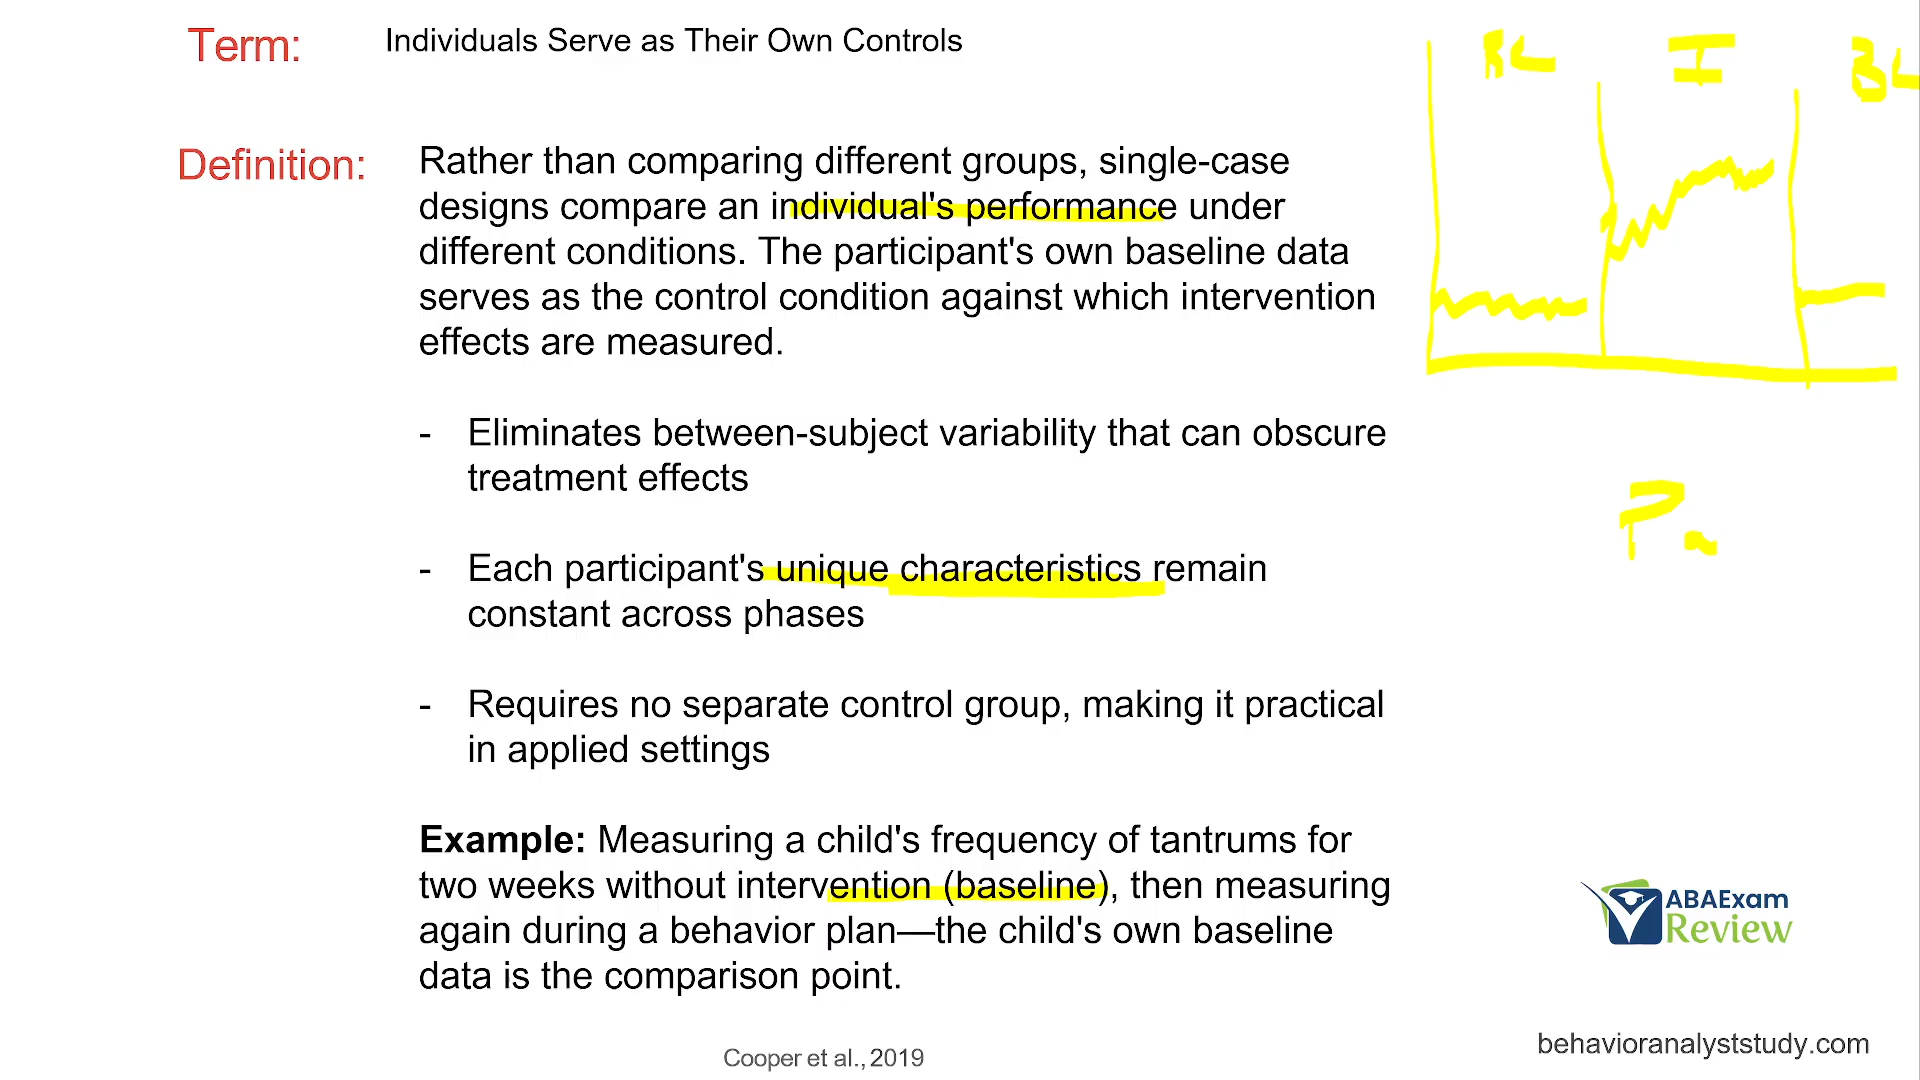 Term: Individuals Serve as Their Own Controls
BL I BL
Definition: Rather than comparing different groups, single-case
designs compare an individual's performance under
different conditions. The participant's own baseline data
serves as the control condition against which intervention
effects are measured.
- Eliminates between-subject variability that can obscure
treatment effects
- Each participant's unique characteristics remain
constant across phases
- Requires no separate control group, making it practical
in applied settings
Example: Measuring a child's frequency of tantrums for
two weeks without intervention (baseline), then measuring
again during a behavior plan—the child's own baseline
data is the comparison point.
ABAExam
Review
behavioranalyststudy.com
Cooper et al., 2019